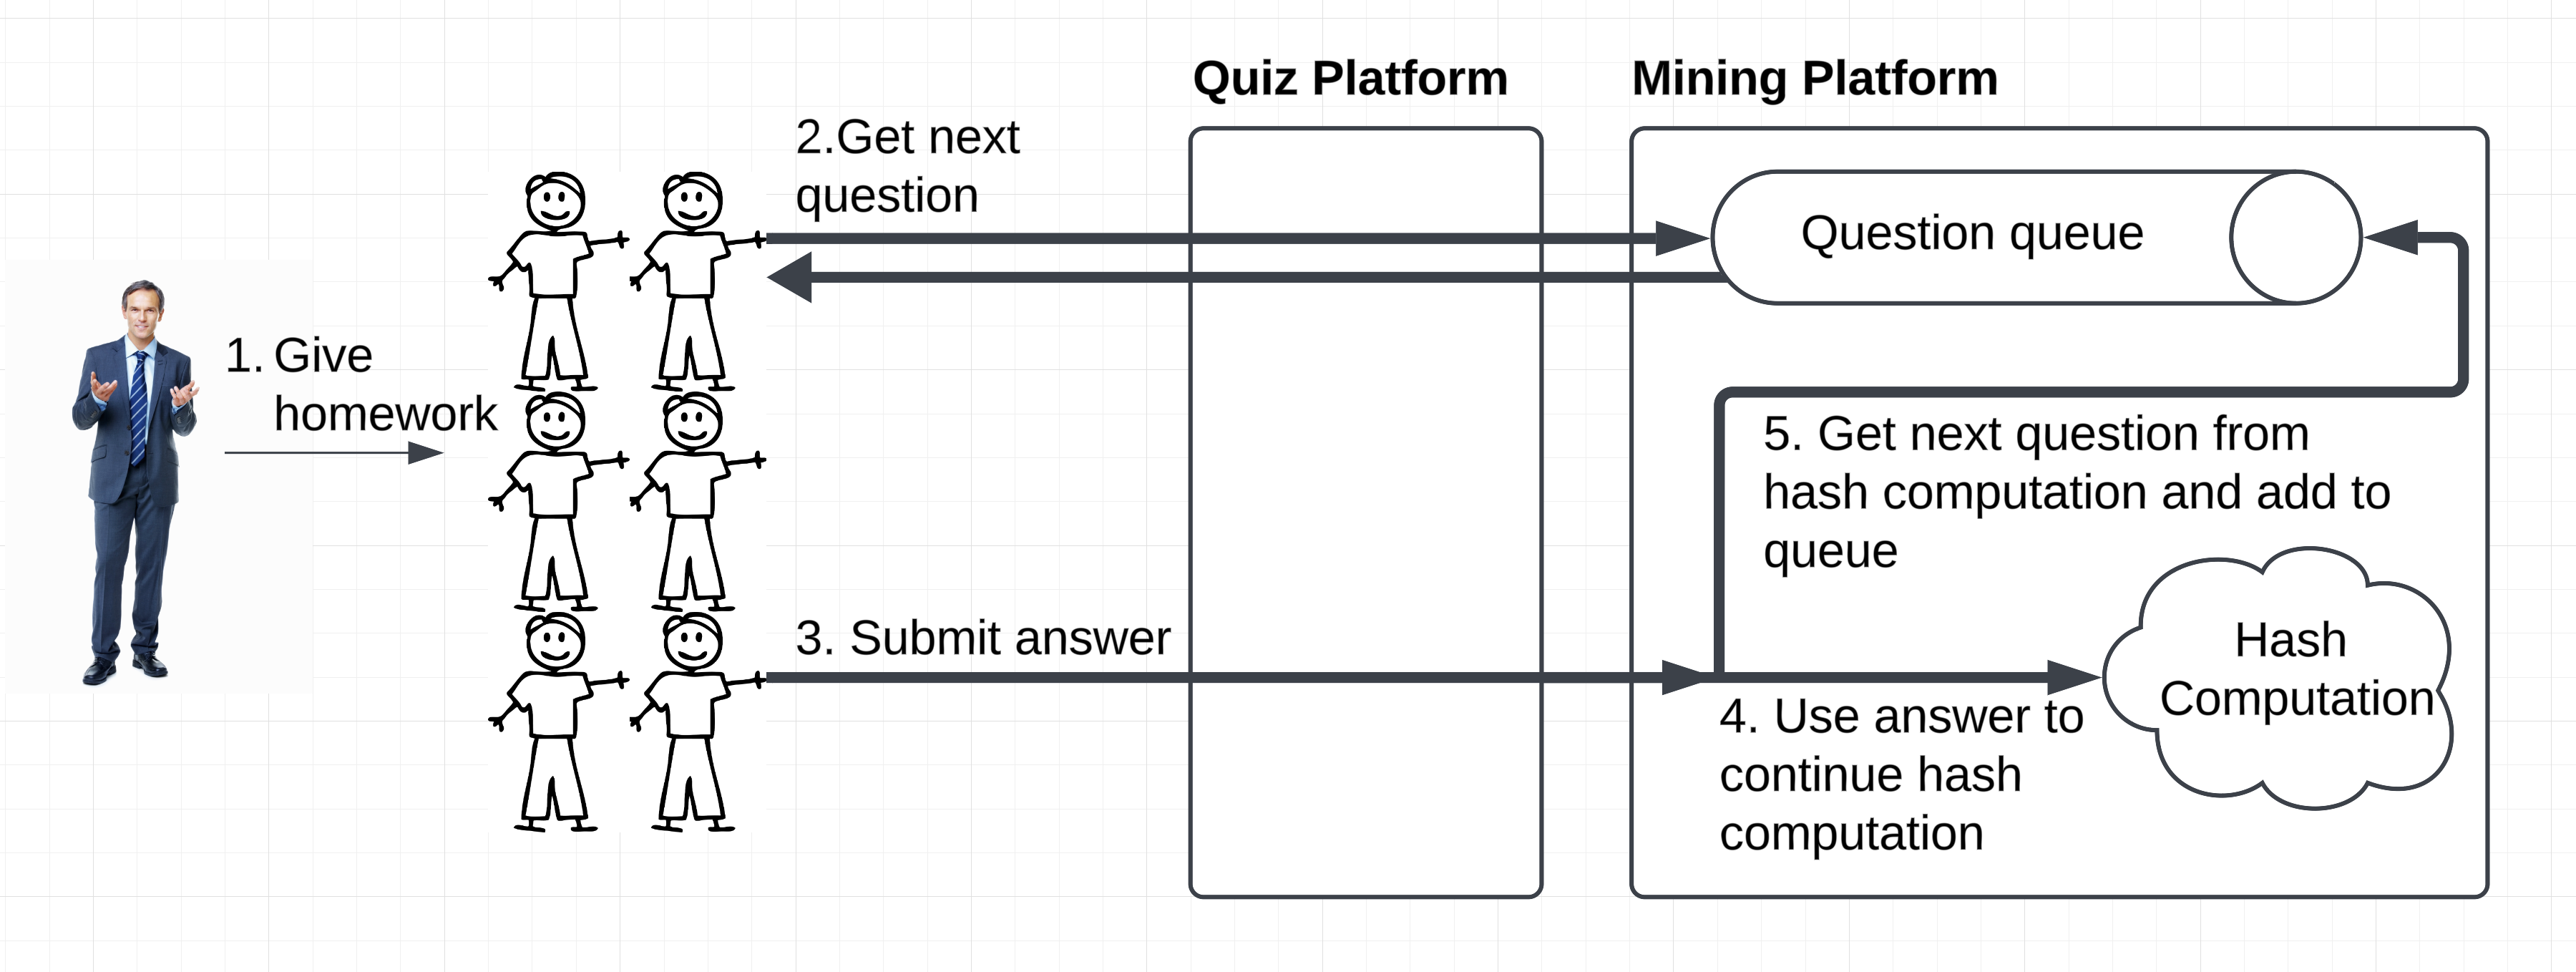 Quiz Platform
Mining Platform
2.Get next
question
Question queue
1. Give
homework
5. Get next question from
hash computation and add to
queue
3. Submit answer
Hash
Computation
4. Use answer to
continue hash
computation